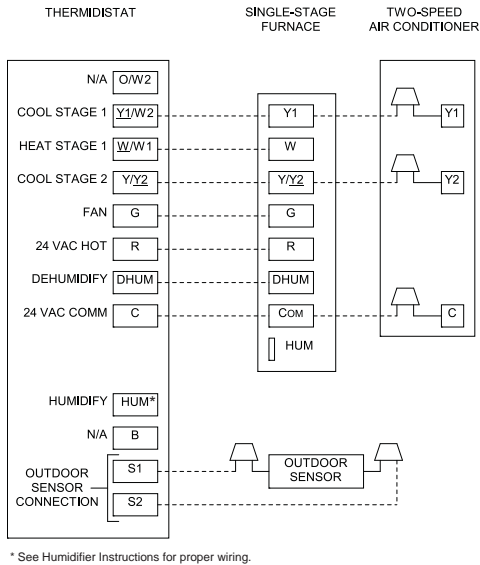 THERMIDISTAT
SINGLE-STAGE
FURNACE
TWO-SPEED
AIR CONDITIONER
N/A O/W2
COOL STAGE 1 Y1/W2 Y1 Y1
HEAT STAGE 1 W/W1 W
COOL STAGE 2 Y/Y2 Y/Y2 Y2
FAN G G
24 VAC HOT R R
DEHUMIDIFY DHUM DHUM
24 VAC COMM C COM C
HUM
HUMIDIFY HUM*
N/A B
OUTDOOR
SENSOR
CONNECTION
S1
S2
OUTDOOR
SENSOR
* See Humidifier Instructions for proper wiring.